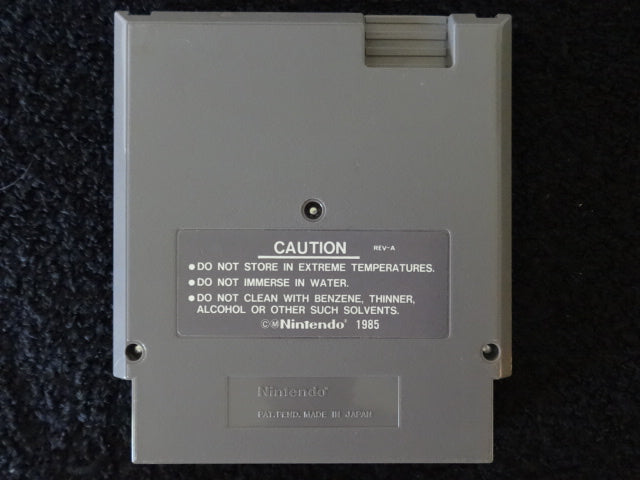 CAUTION REV-A
• DO NOT STORE IN EXTREME TEMPERATURES.
• DO NOT IMMERSE IN WATER.
• DO NOT CLEAN WITH BENZENE, THINNER,
ALCOHOL OR OTHER SUCH SOLVENTS.
©Ⓜ Nintendo® 1985
Nintendo®
PAT.PEND. MADE IN JAPAN